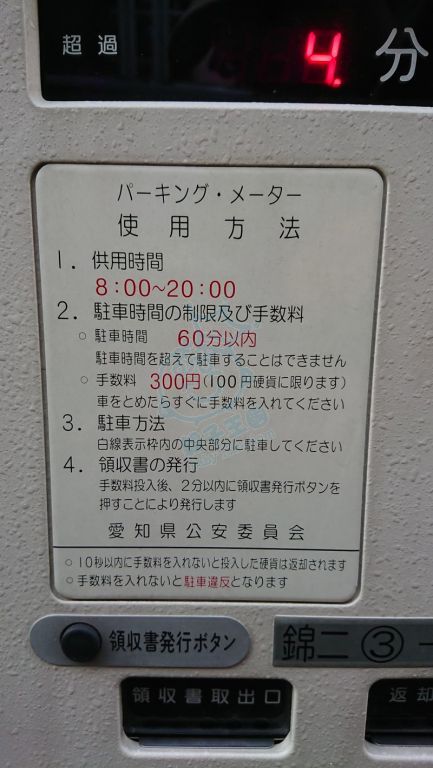 超過 4 分
パーキング・メーター
使用方法
1. 供用時間
8:00~20:00
2. 駐車時間の制限及び手数料
○ 駐車時間 60分以内
駐車時間を超えて駐車することはできません
○ 手数料 300円(100円硬貨に限ります)
車をとめたらすぐに手数料を入れてください
3. 駐車方法
白線表示枠内の中央部分に駐車してください
4. 領収書の発行
手数料投入後、2分以内に領収書発行ボタンを
押すことにより発行します
愛知県公安委員会
○ 10秒以内に手数料を入れないと投入した硬貨は返却されます
○ 手数料を入れないと駐車違反となります
領収書発行ボタン
錦二③
領収書取出口
返却